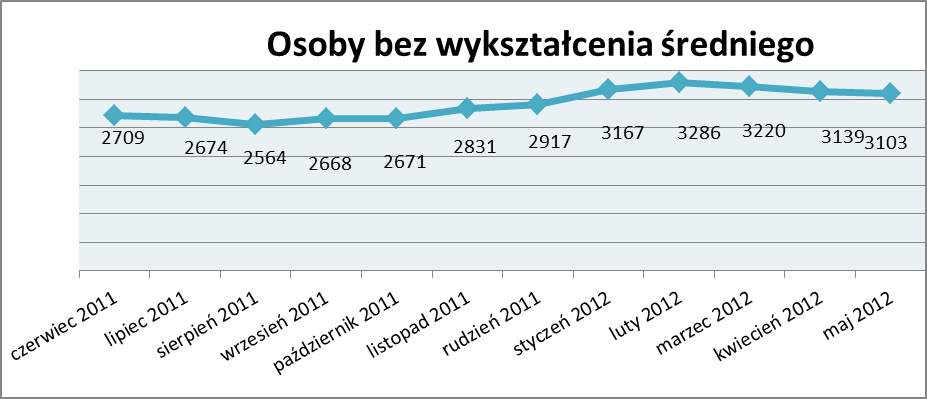 Osoby bez wykształcenia średniego
2709
2674
2564
2668
2671
2831
2917
3167
3286
3220
3139
3103
czerwiec 2011
lipiec 2011
sierpień 2011
wrzesień 2011
październik 2011
listopad 2011
rudzień 2011
styczeń 2012
luty 2012
marzec 2012
kwiecień 2012
maj 2012